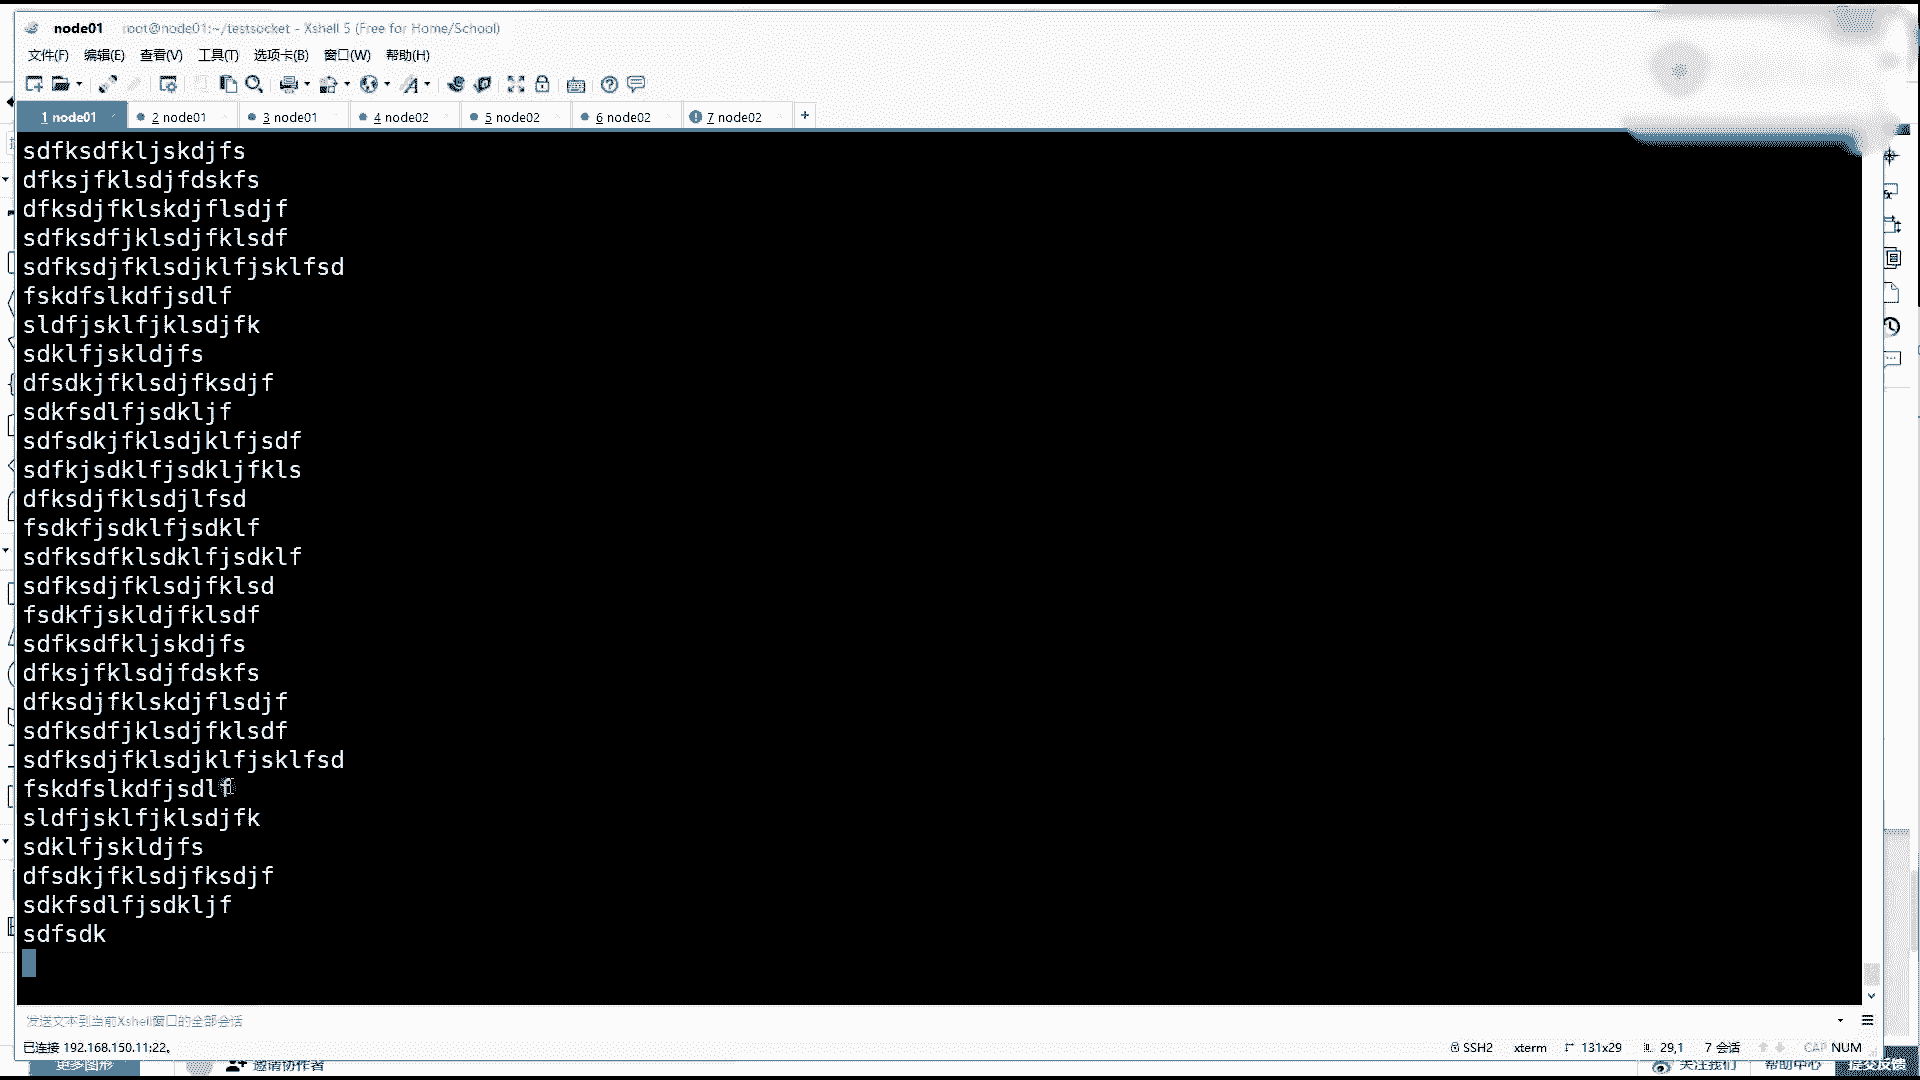 node01 root@node01:~/testsocket - Xshell 5 (Free for Home/School)
文件(F) 编辑(E) 查看(V) 工具(T) 选项卡(B) 窗口(W) 帮助(H)
1 node01 2 node01 3 node01 4 node02 5 node02 6 node02 7 node02 +
sdfksdfkljskdjfs
dfksjfklsdjfdskfs
dfksdjfklskdjflsdjf
sdfksdfjklsdjfklsdf
sdfksdjfklsdjklfjsklfsd
fskdfslkdfjsdlf
sldfjsklfjklsdjfk
sdklfjskldjfs
dfsdkjfklsdjfksdjf
sdkfsdlfjsdkljf
sdfsdkjfklsdjklfjsdf
sdfkjsdklfjsdkljfkls
dfksdjfklsdjlfsd
fsdkfjsdklfjsdklf
sdfksdfklsdklfjsdklf
sdfksdjfklsdjfklsd
fsdkfjskldjfklsdf
sdfksdfkljskdjfs
dfksjfklsdjfdskfs
dfksdjfklskdjflsdjf
sdfksdfjklsdjfklsdf
sdfksdjfklsdjklfjsklfsd
fskdfslkdfjsdlf
sldfjsklfjklsdjfk
sdklfjskldjfs
dfsdkjfklsdjfksdjf
sdkfsdlfjsdkljf
sdfsdk
发送文本到当前Xshell窗口的全部会话
已连接 192.168.150.11:22。 SSH2 xterm 131x29 29,1 7 会话 CAP NUM
更多图形 邀请协作者 关注我们 帮助中心 提交反馈